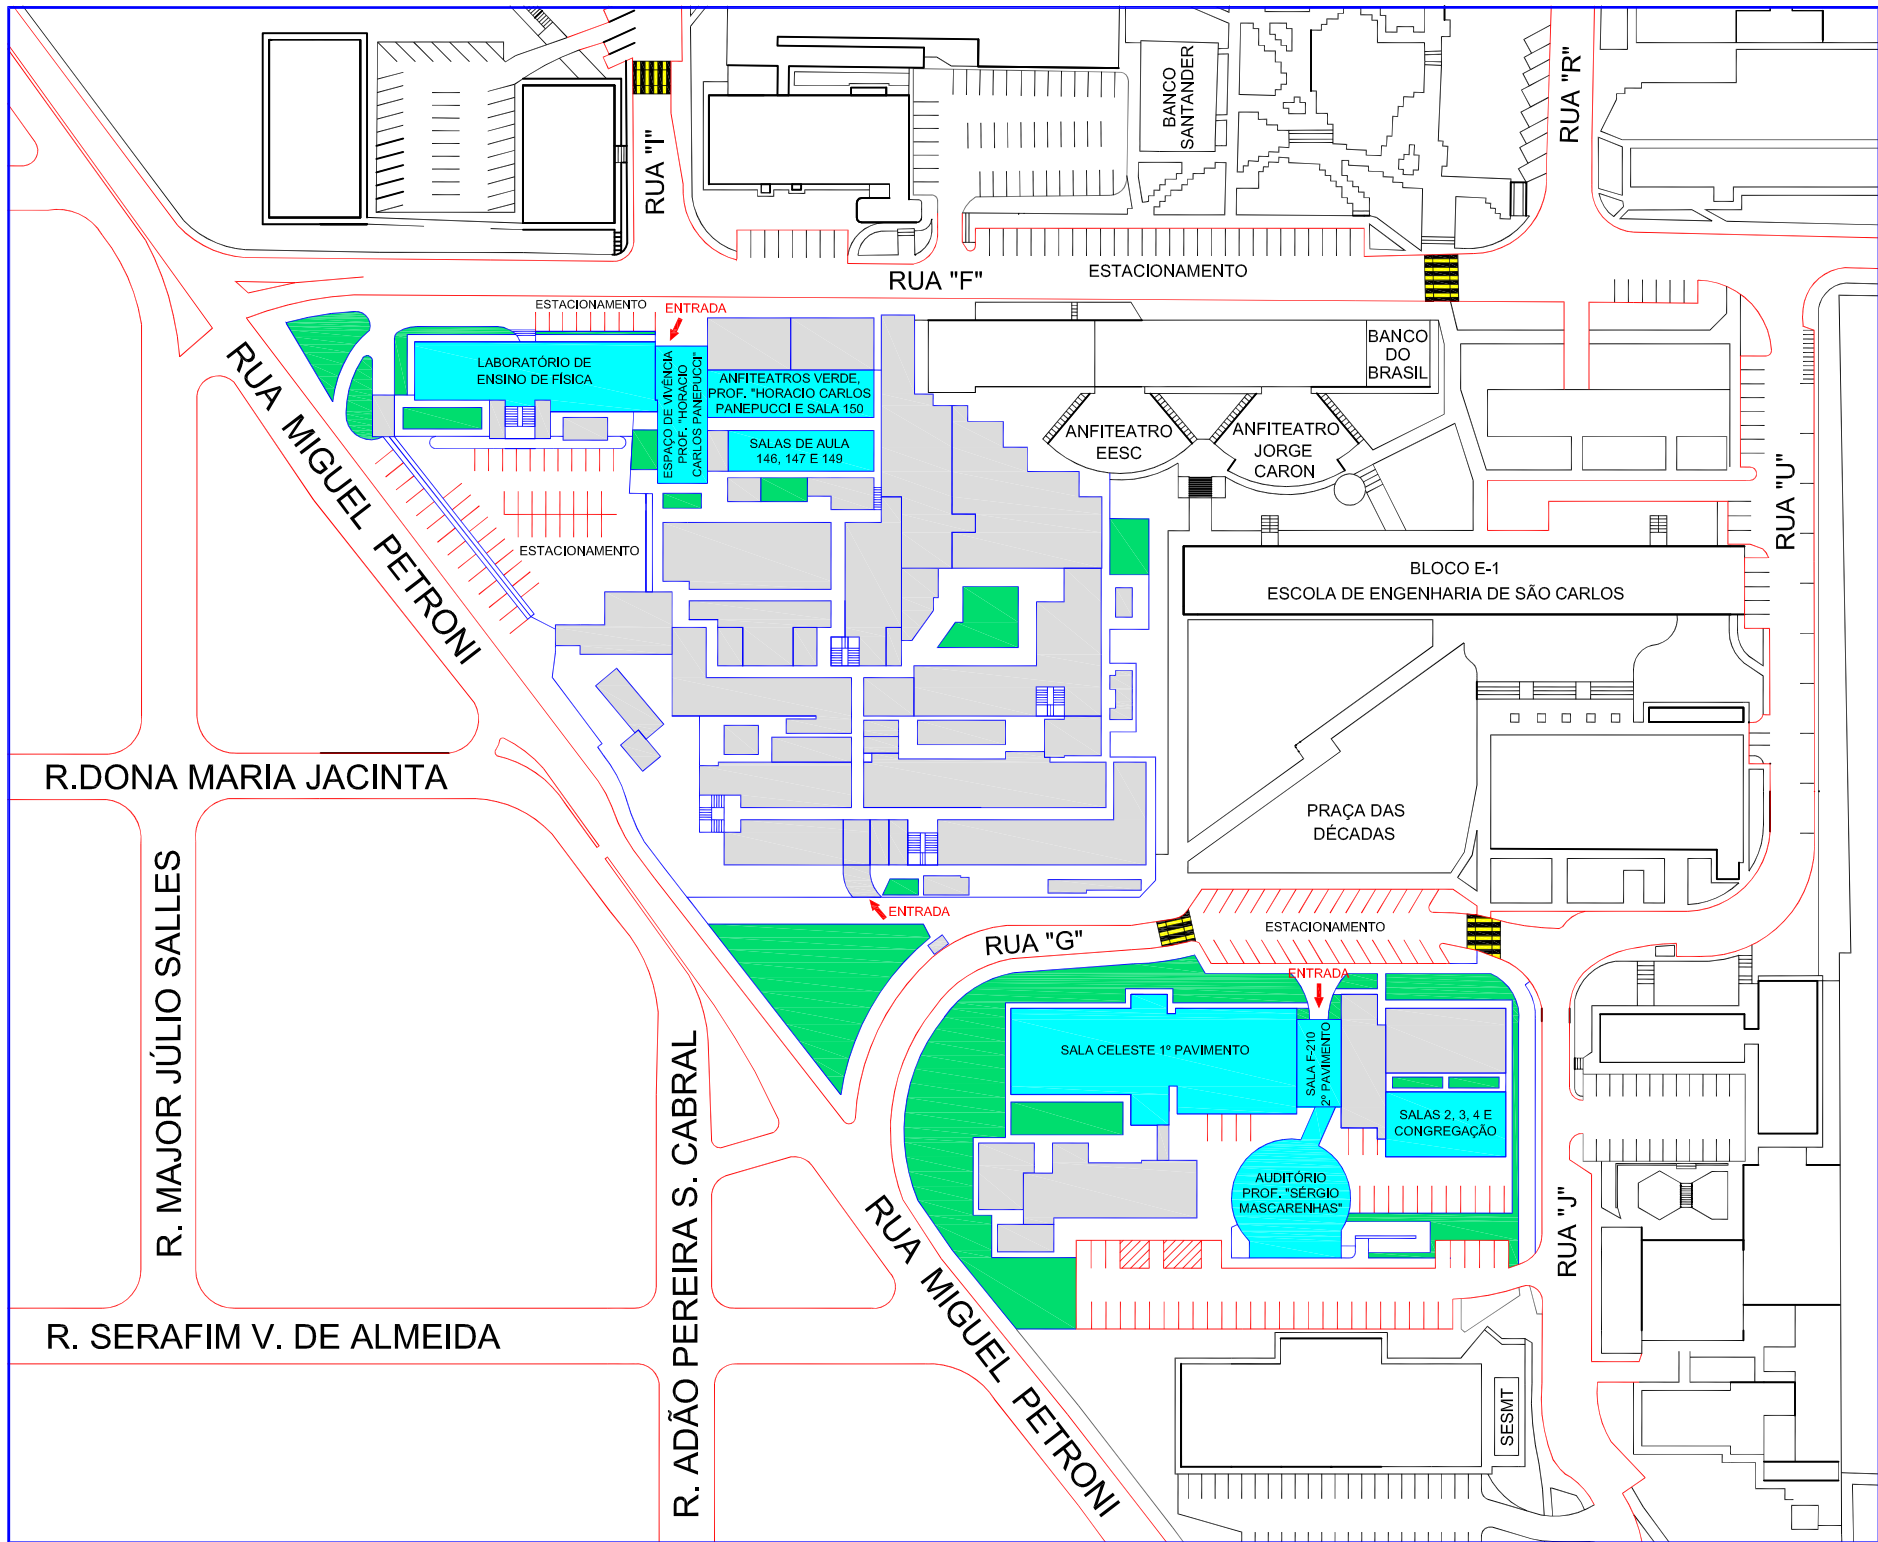 BANCO
SANTANDER
RUA "R"
RUA "I"
RUA "F"
ESTACIONAMENTO
ESTACIONAMENTO
ENTRADA
LABORATÓRIO DE
ENSINO DE FÍSICA
ESPAÇO DE VIVÊNCIA
PROF. "HORACIO
CARLOS PANEPUCCI"
ANFITEATROS VERDE,
PROF. "HORACIO CARLOS
PANEPUCCI E SALA 150
SALAS DE AULA
146, 147 E 149
BANCO
DO
BRASIL
ANFITEATRO
EESC
ANFITEATRO
JORGE
CARON
RUA "U"
RUA MIGUEL PETRONI
ESTACIONAMENTO
BLOCO E-1
ESCOLA DE ENGENHARIA DE SÃO CARLOS
R.DONA MARIA JACINTA
PRAÇA DAS
DÉCADAS
R. MAJOR JÚLIO SALLES
ENTRADA
RUA "G"
ESTACIONAMENTO
ENTRADA
SALA CELESTE 1º PAVIMENTO
SALA F-210
2º PAVIMENTO
SALAS 2, 3, 4 E
CONGREGAÇÃO
AUDITÓRIO
PROF. "SÉRGIO
MASCARENHAS"
R. ADÃO PEREIRA S. CABRAL
RUA MIGUEL PETRONI
RUA "J"
R. SERAFIM V. DE ALMEIDA
SESMT